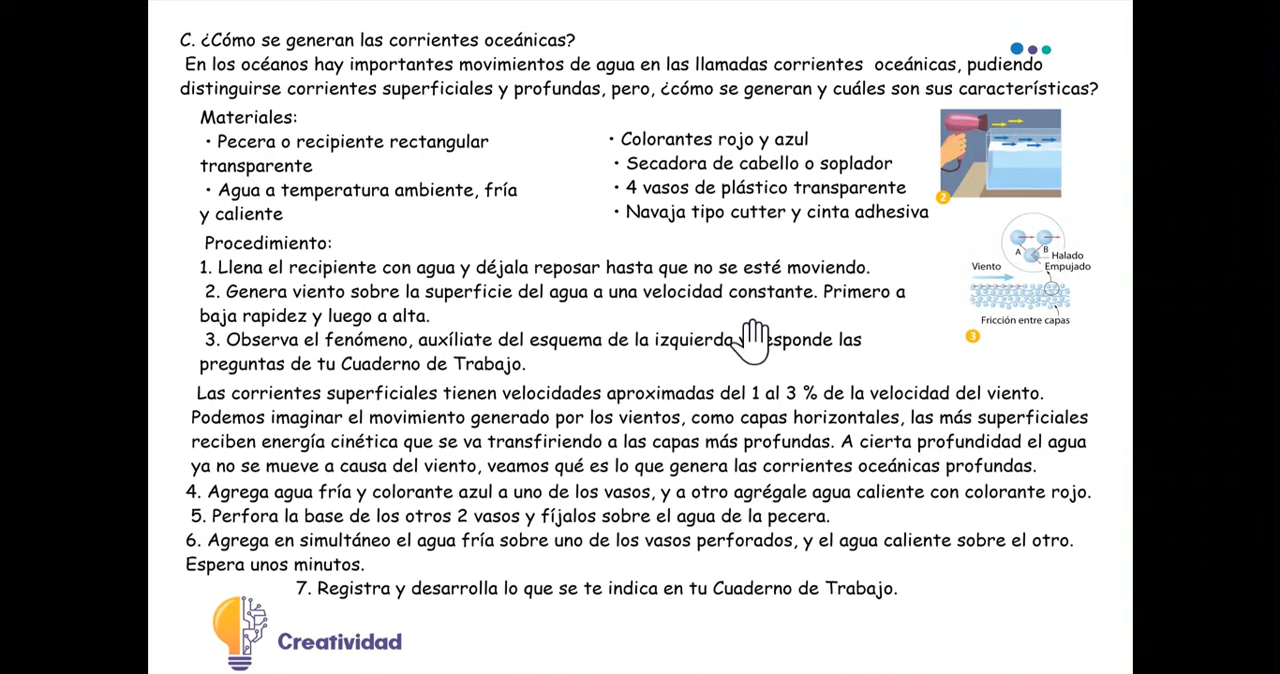 C. ¿Cómo se generan las corrientes oceánicas?
En los océanos hay importantes movimientos de agua en las llamadas corrientes oceánicas, pudiendo
distinguirse corrientes superficiales y profundas, pero, ¿cómo se generan y cuáles son sus características?
Materiales:
• Pecera o recipiente rectangular
transparente
• Agua a temperatura ambiente, fría
y caliente
• Colorantes rojo y azul
• Secadora de cabello o soplador
• 4 vasos de plástico transparente
• Navaja tipo cutter y cinta adhesiva
2
Procedimiento:
1. Llena el recipiente con agua y déjala reposar hasta que no se esté moviendo.
2. Genera viento sobre la superficie del agua a una velocidad constante. Primero a
baja rapidez y luego a alta.
3. Observa el fenómeno, auxíliate del esquema de la izquierda esponde las
preguntas de tu Cuaderno de Trabajo.
A
B
Halado
Viento
Empujado
Fricción entre capas
3
Las corrientes superficiales tienen velocidades aproximadas del 1 al 3 % de la velocidad del viento.
Podemos imaginar el movimiento generado por los vientos, como capas horizontales, las más superficiales
reciben energía cinética que se va transfiriendo a las capas más profundas. A cierta profundidad el agua
ya no se mueve a causa del viento, veamos qué es lo que genera las corrientes oceánicas profundas.
4. Agrega agua fría y colorante azul a uno de los vasos, y a otro agrégale agua caliente con colorante rojo.
5. Perfora la base de los otros 2 vasos y fíjalos sobre el agua de la pecera.
6. Agrega en simultáneo el agua fría sobre uno de los vasos perforados, y el agua caliente sobre el otro.
Espera unos minutos.
7. Registra y desarrolla lo que se te indica en tu Cuaderno de Trabajo.
Creatividad